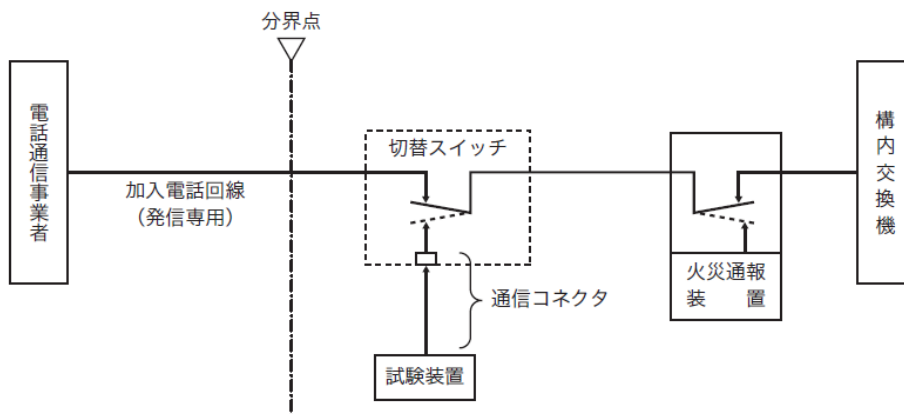 分界点
電話通信事業者
加入電話回線
（発信専用）
切替スイッチ
通信コネクタ
試験装置
火災通報
装　置
構内交換機